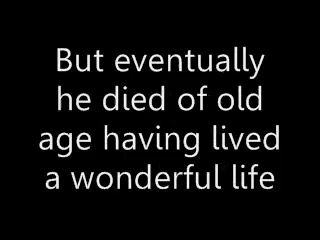 But eventually
he died of old
age having lived
a wonderful life